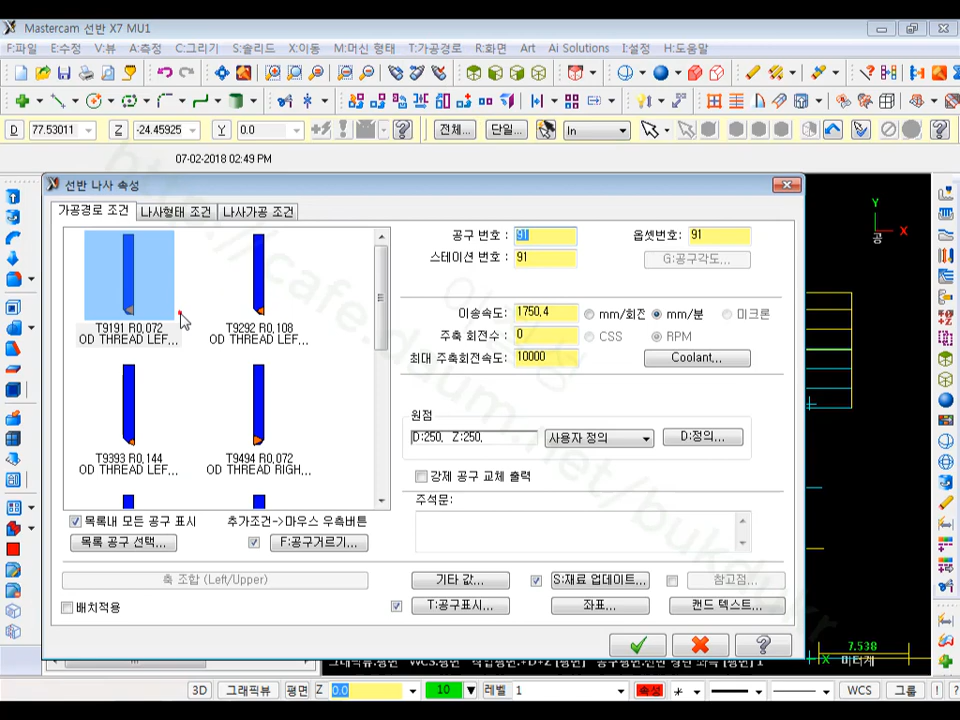 Mastercam 선반 X7 MU1
F:파일 E:수정 V:뷰 A:측정 C:그리기 S:솔리드 X:이동 M:머신 형태 T:가공경로 R:화면 Art Ai Solutions I:설정 H:도움말
D 77.53011 Z -24.45925 Y 0.0 전체... 단일... In
07-02-2018 02:49 PM
선반 나사 속성
가공경로 조건 나사형태 조건 나사가공 조건
공구 번호 : 91 옵셋번호: 91
스테이션 번호 : 91 G:공구각도...
이송속도: 1750.4 mm/회전 mm/분 미크론
주축 회전수 : 0 CSS RPM
최대 주축회전속도: 10000 Coolant...
T9191 R0.072 T9292 R0.108
OD THREAD LEF... OD THREAD LEF...
T9393 R0.144 T9494 R0.072
OD THREAD LEF... OD THREAD RIGH...
원점
D:250. Z:250. 사용자 정의 D:정의...
강제 공구 교체 출력
주석문:
목록내 모든 공구 표시 추가조건->마우스 우측버튼
목록 공구 선택... F:공구거르기...
축 조합 (Left/Upper) 기타 값... S:재료 업데이트... 참고점...
배치적용 T:공구표시... 좌표... 캔드 텍스트...
Y
X
공
7.538
X 미터계
3D 그래픽뷰 평면 Z 0.0 10 레벨 1 속성 WCS 그룹 ! ?